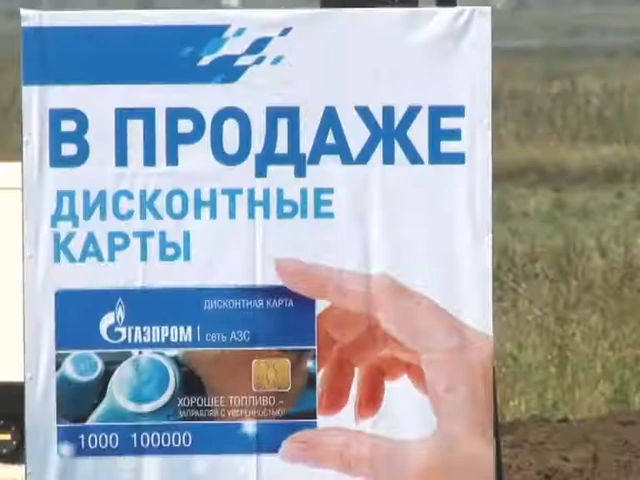 В ПРОДАЖЕ
ДИСКОНТНЫЕ
КАРТЫ
ДИСКОНТНАЯ КАРТА
ГАЗПРОМ | сеть АЗС
ХОРОШЕЕ ТОПЛИВО –
ЗАПРАВЛЯЙ С УВЕРЕННОСТЬЮ!
1000 100000